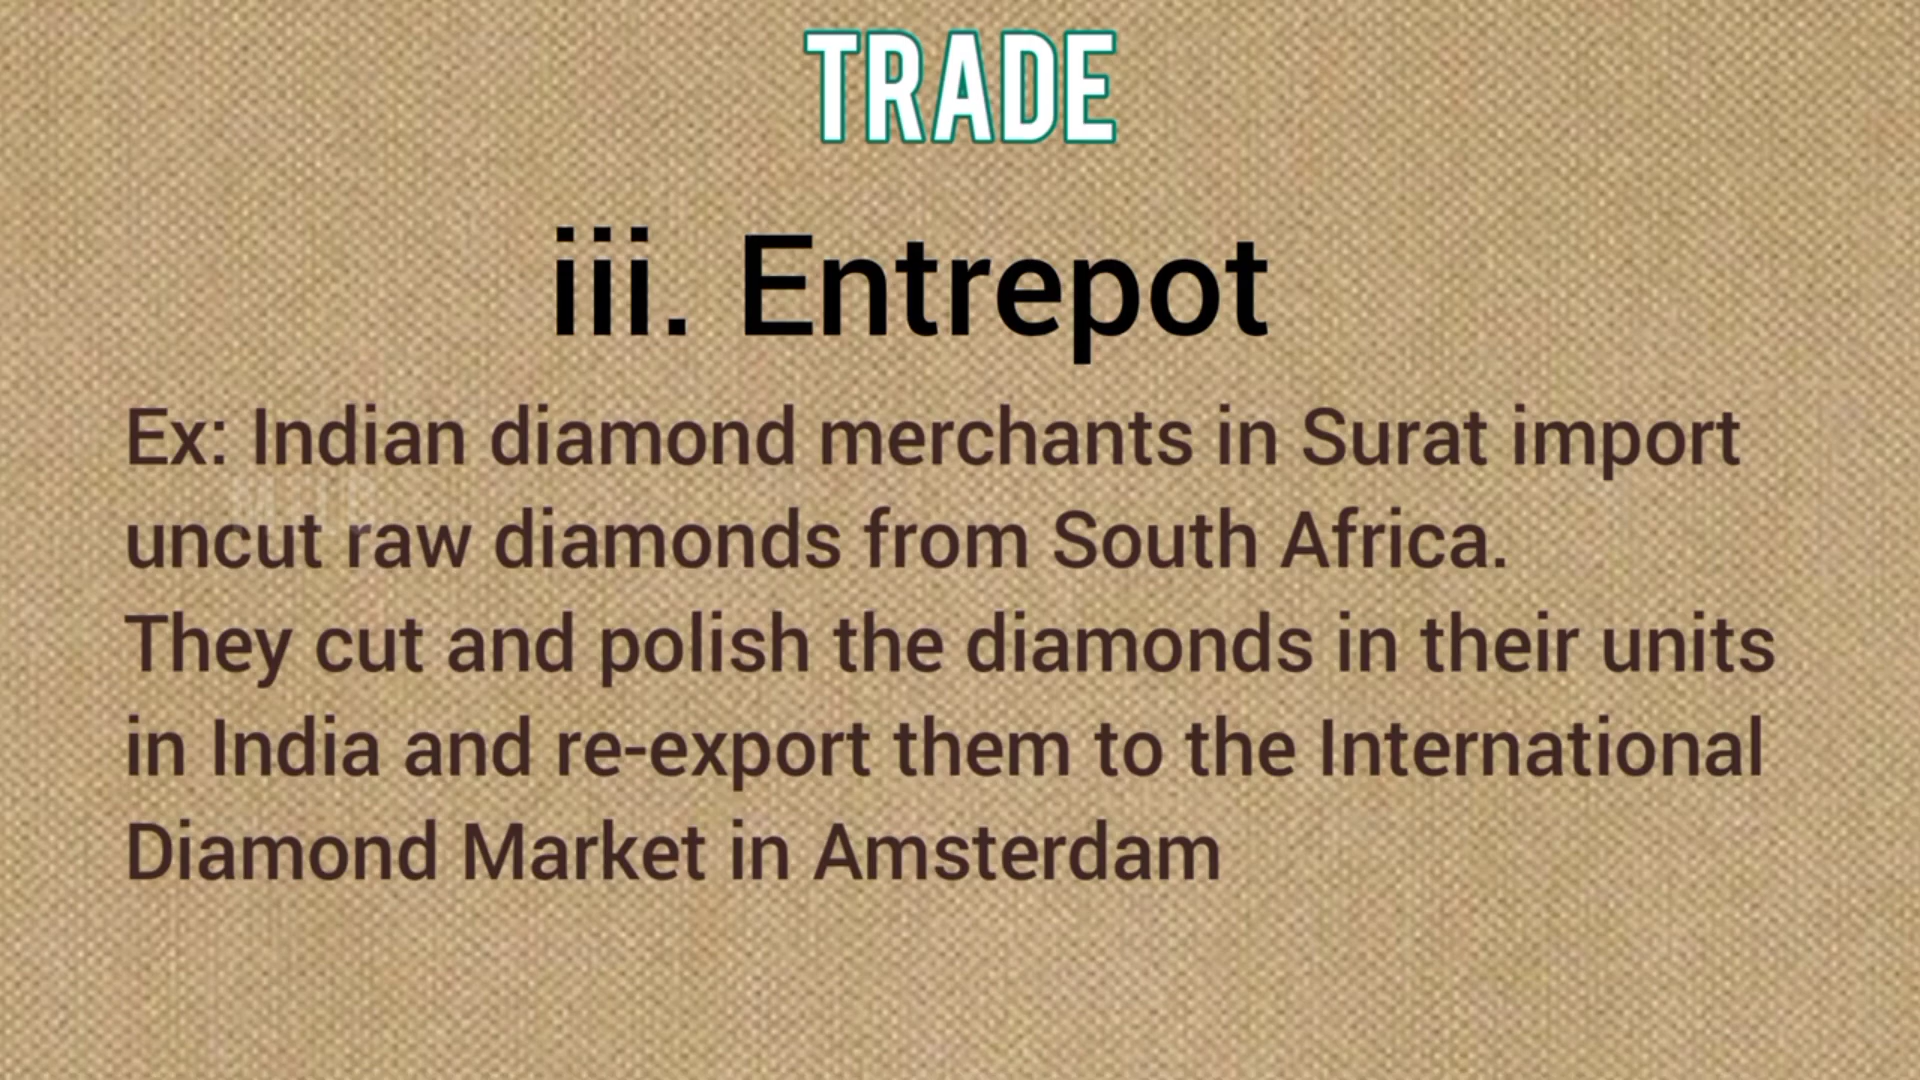 TRADE
iii. Entrepot
Ex: Indian diamond merchants in Surat import
uncut raw diamonds from South Africa.
They cut and polish the diamonds in their units
in India and re-export them to the International
Diamond Market in Amsterdam